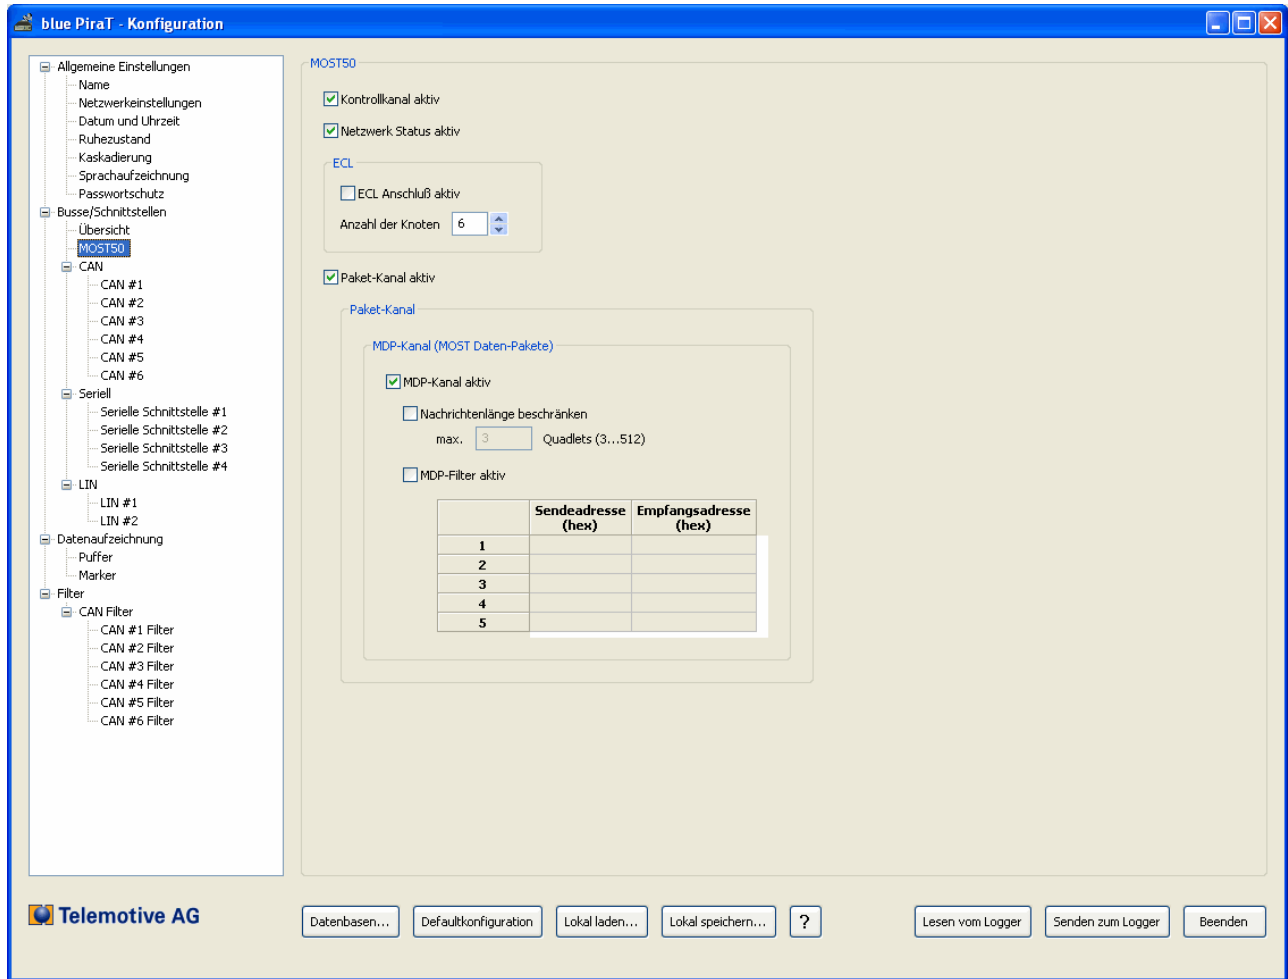 blue PiraT - Konfiguration
Allgemeine Einstellungen
Name
Netzwerkeinstellungen
Datum und Uhrzeit
Ruhezustand
Kaskadierung
Sprachaufzeichnung
Passwortschutz
Busse/Schnittstellen
Übersicht
MOST50
CAN
CAN #1
CAN #2
CAN #3
CAN #4
CAN #5
CAN #6
Seriell
Serielle Schnittstelle #1
Serielle Schnittstelle #2
Serielle Schnittstelle #3
Serielle Schnittstelle #4
LIN
LIN #1
LIN #2
Datenaufzeichnung
Puffer
Marker
Filter
CAN Filter
CAN #1 Filter
CAN #2 Filter
CAN #3 Filter
CAN #4 Filter
CAN #5 Filter
CAN #6 Filter
MOST50
Kontrollkanal aktiv
Netzwerk Status aktiv
ECL
ECL Anschluß aktiv
Anzahl der Knoten 6
Paket-Kanal aktiv
Paket-Kanal
MDP-Kanal (MOST Daten-Pakete)
MDP-Kanal aktiv
Nachrichtenlänge beschränken
max. 3 Quadlets (3...512)
MDP-Filter aktiv
Sendeadresse (hex) Empfangsadresse (hex)
1
2
3
4
5
Telemotive AG
Datenbasen... Defaultkonfiguration Lokal laden... Lokal speichern... ? Lesen vom Logger Senden zum Logger Beenden